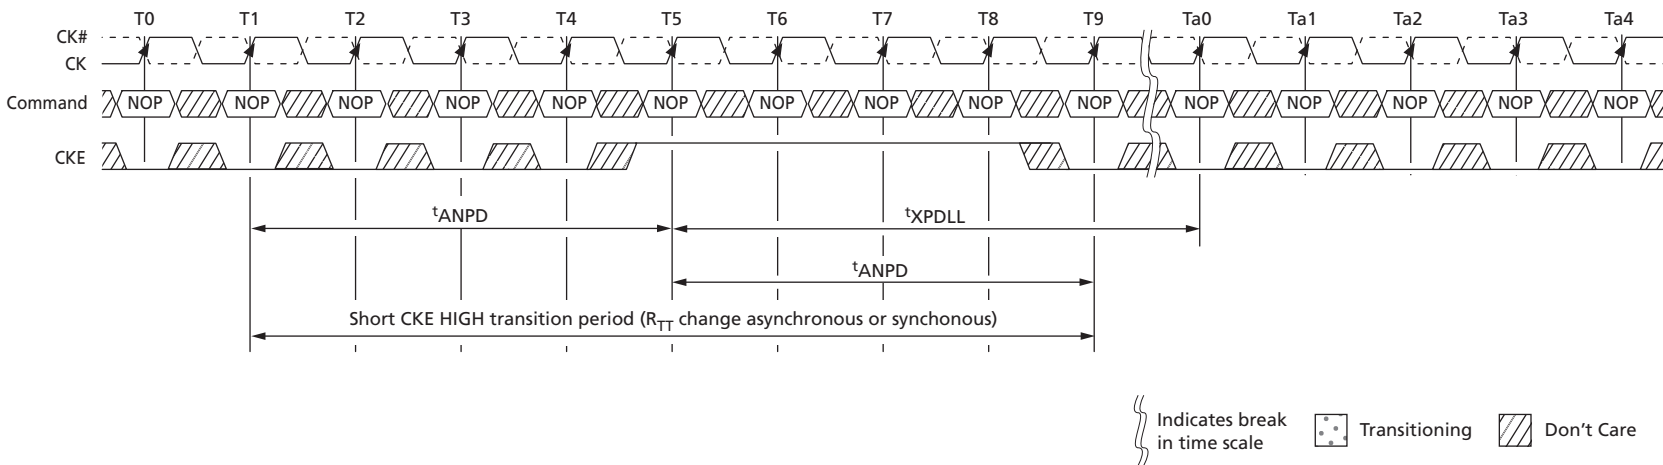 T0 T1 T2 T3 T4 T5 T6 T7 T8 T9 Ta0 Ta1 Ta2 Ta3 Ta4
CK#
CK
Command NOP NOP NOP NOP NOP NOP NOP NOP NOP NOP NOP NOP NOP NOP NOP
CKE
tANPD tXPDLL
tANPD
Short CKE HIGH transition period (RTT change asynchronous or synchonous)
Indicates break
in time scale
Transitioning
Don't Care